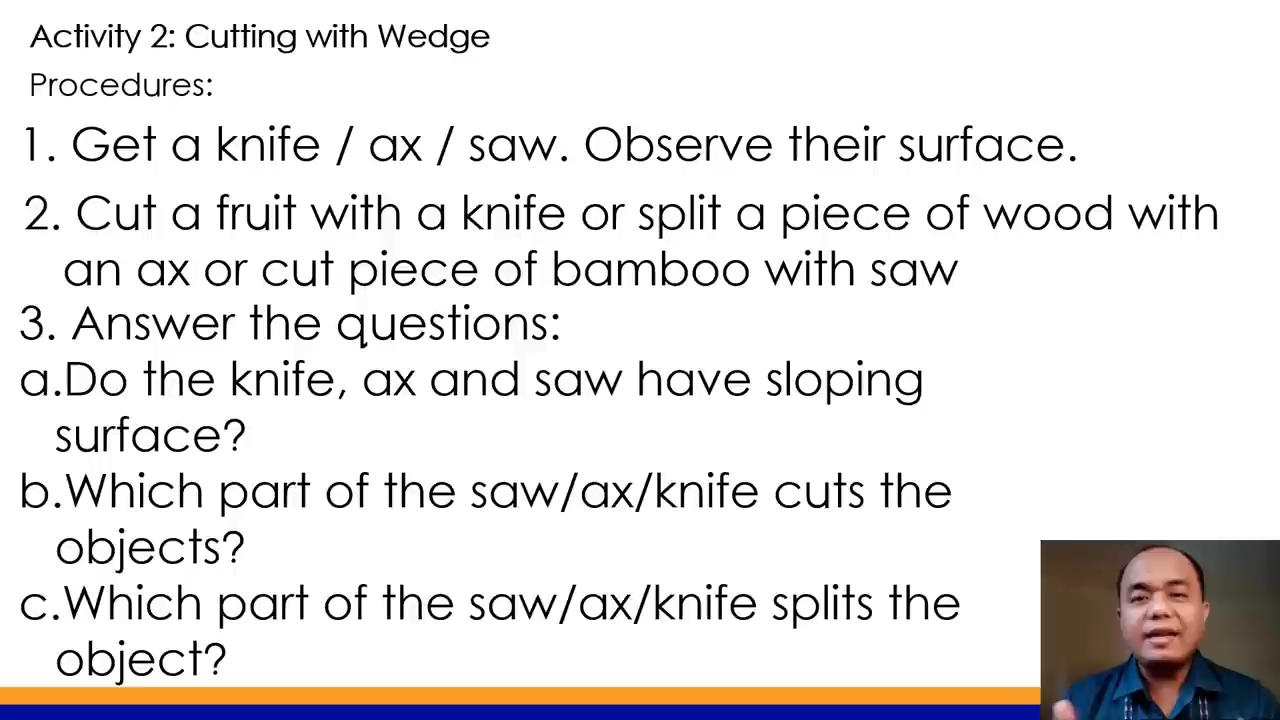 Activity 2: Cutting with Wedge
Procedures:
1. Get a knife / ax / saw. Observe their surface.
2. Cut a fruit with a knife or split a piece of wood with
an ax or cut piece of bamboo with saw
3. Answer the questions:
a.Do the knife, ax and saw have sloping
surface?
b.Which part of the saw/ax/knife cuts the
objects?
c.Which part of the saw/ax/knife splits the
object?